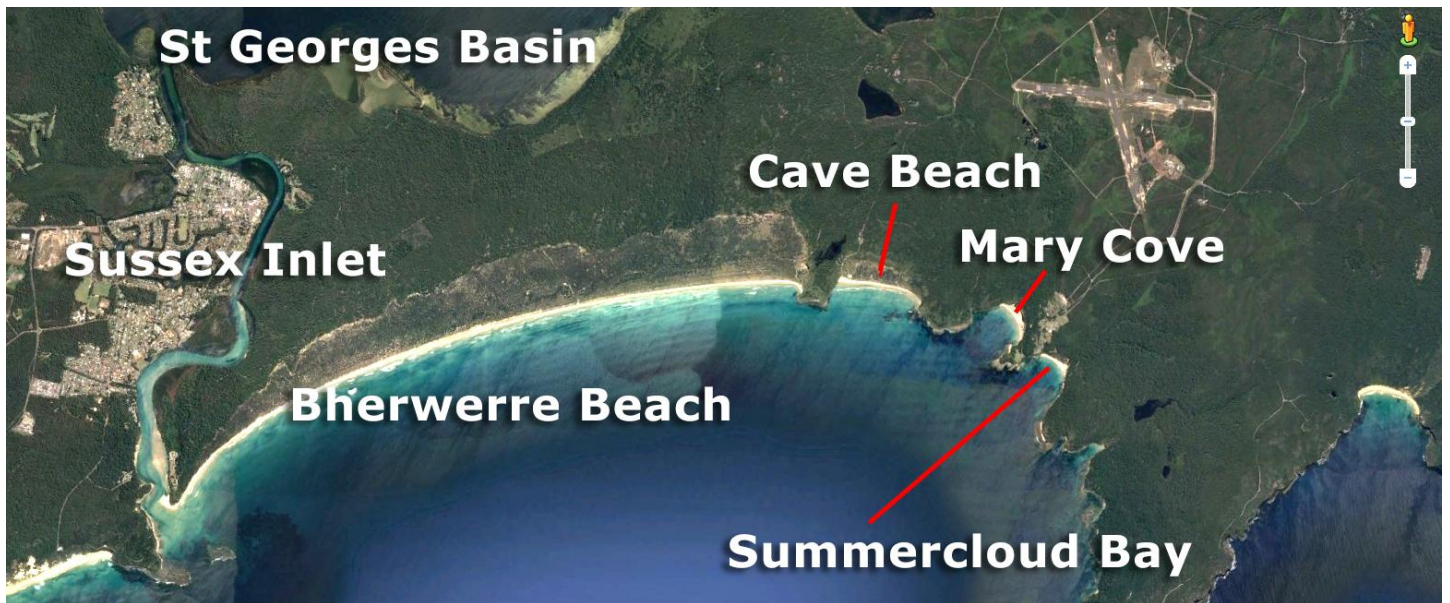 St Georges Basin
Cave Beach
Mary Cove
Sussex Inlet
Bherwerre Beach
Summercloud Bay